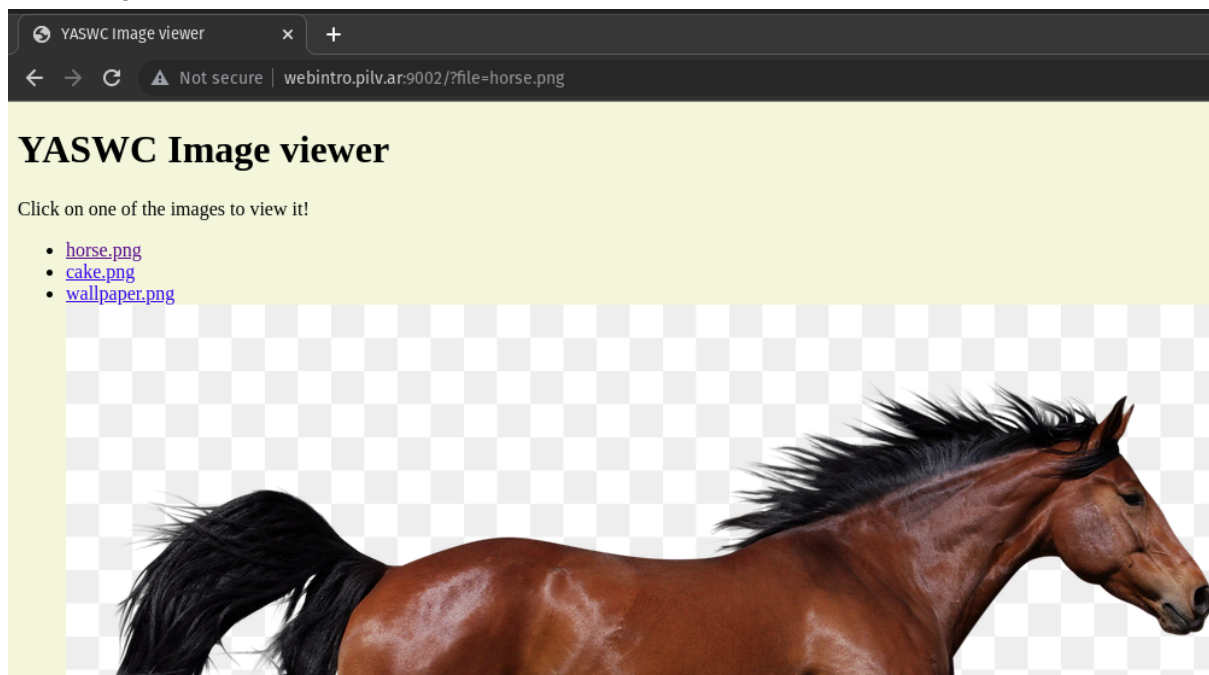 YASWC Image viewer
Not secure webintro.pilv.ar:9002/?file=horse.png
YASWC Image viewer
Click on one of the images to view it!
horse.png
cake.png
wallpaper.png